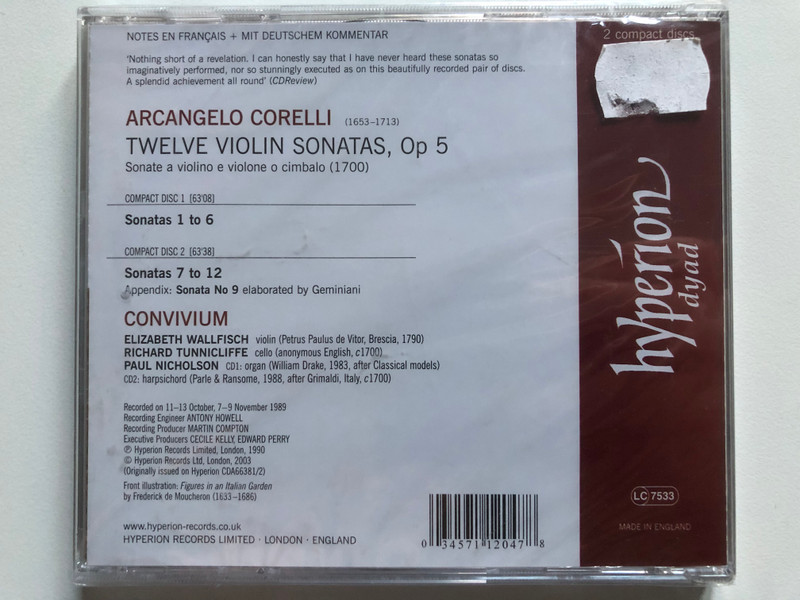 NOTES EN FRANÇAIS + MIT DEUTSCHEM KOMMENTAR
'Nothing short of a revelation. I can honestly say that I have never heard these sonatas so
imaginatively performed, nor so stunningly executed as on this beautifully recorded pair of discs.
A splendid achievement all round' (CDReview)
ARCANGELO CORELLI (1653–1713)
TWELVE VIOLIN SONATAS, Op 5
Sonate a violino e violone o cimbalo (1700)
COMPACT DISC 1 [63'08]
Sonatas 1 to 6
COMPACT DISC 2 [63'38]
Sonatas 7 to 12
Appendix: Sonata No 9 elaborated by Geminiani
CONVIVIUM
ELIZABETH WALLFISCH violin (Petrus Paulus de Vitor, Brescia, 1790)
RICHARD TUNNICLIFFE cello (anonymous English, c1700)
PAUL NICHOLSON CD1: organ (William Drake, 1983, after Classical models)
CD2: harpsichord (Parle & Ransome, 1988, after Grimaldi, Italy, c1700)
Recorded on 11–13 October, 7–9 November 1989
Recording Engineer ANTONY HOWELL
Recording Producer MARTIN COMPTON
Executive Producers CECILE KELLY, EDWARD PERRY
℗ Hyperion Records Limited, London, 1990
© Hyperion Records Ltd, London, 2003
(Originally issued on Hyperion CDA66381/2)
Front illustration: Figures in an Italian Garden
by Frederick de Moucheron (1633–1686)
www.hyperion-records.co.uk
HYPERION RECORDS LIMITED · LONDON · ENGLAND
0 34571 12047 8
2 compact discs
hyperíon
dyad
LC 7533
MADE IN ENGLAND